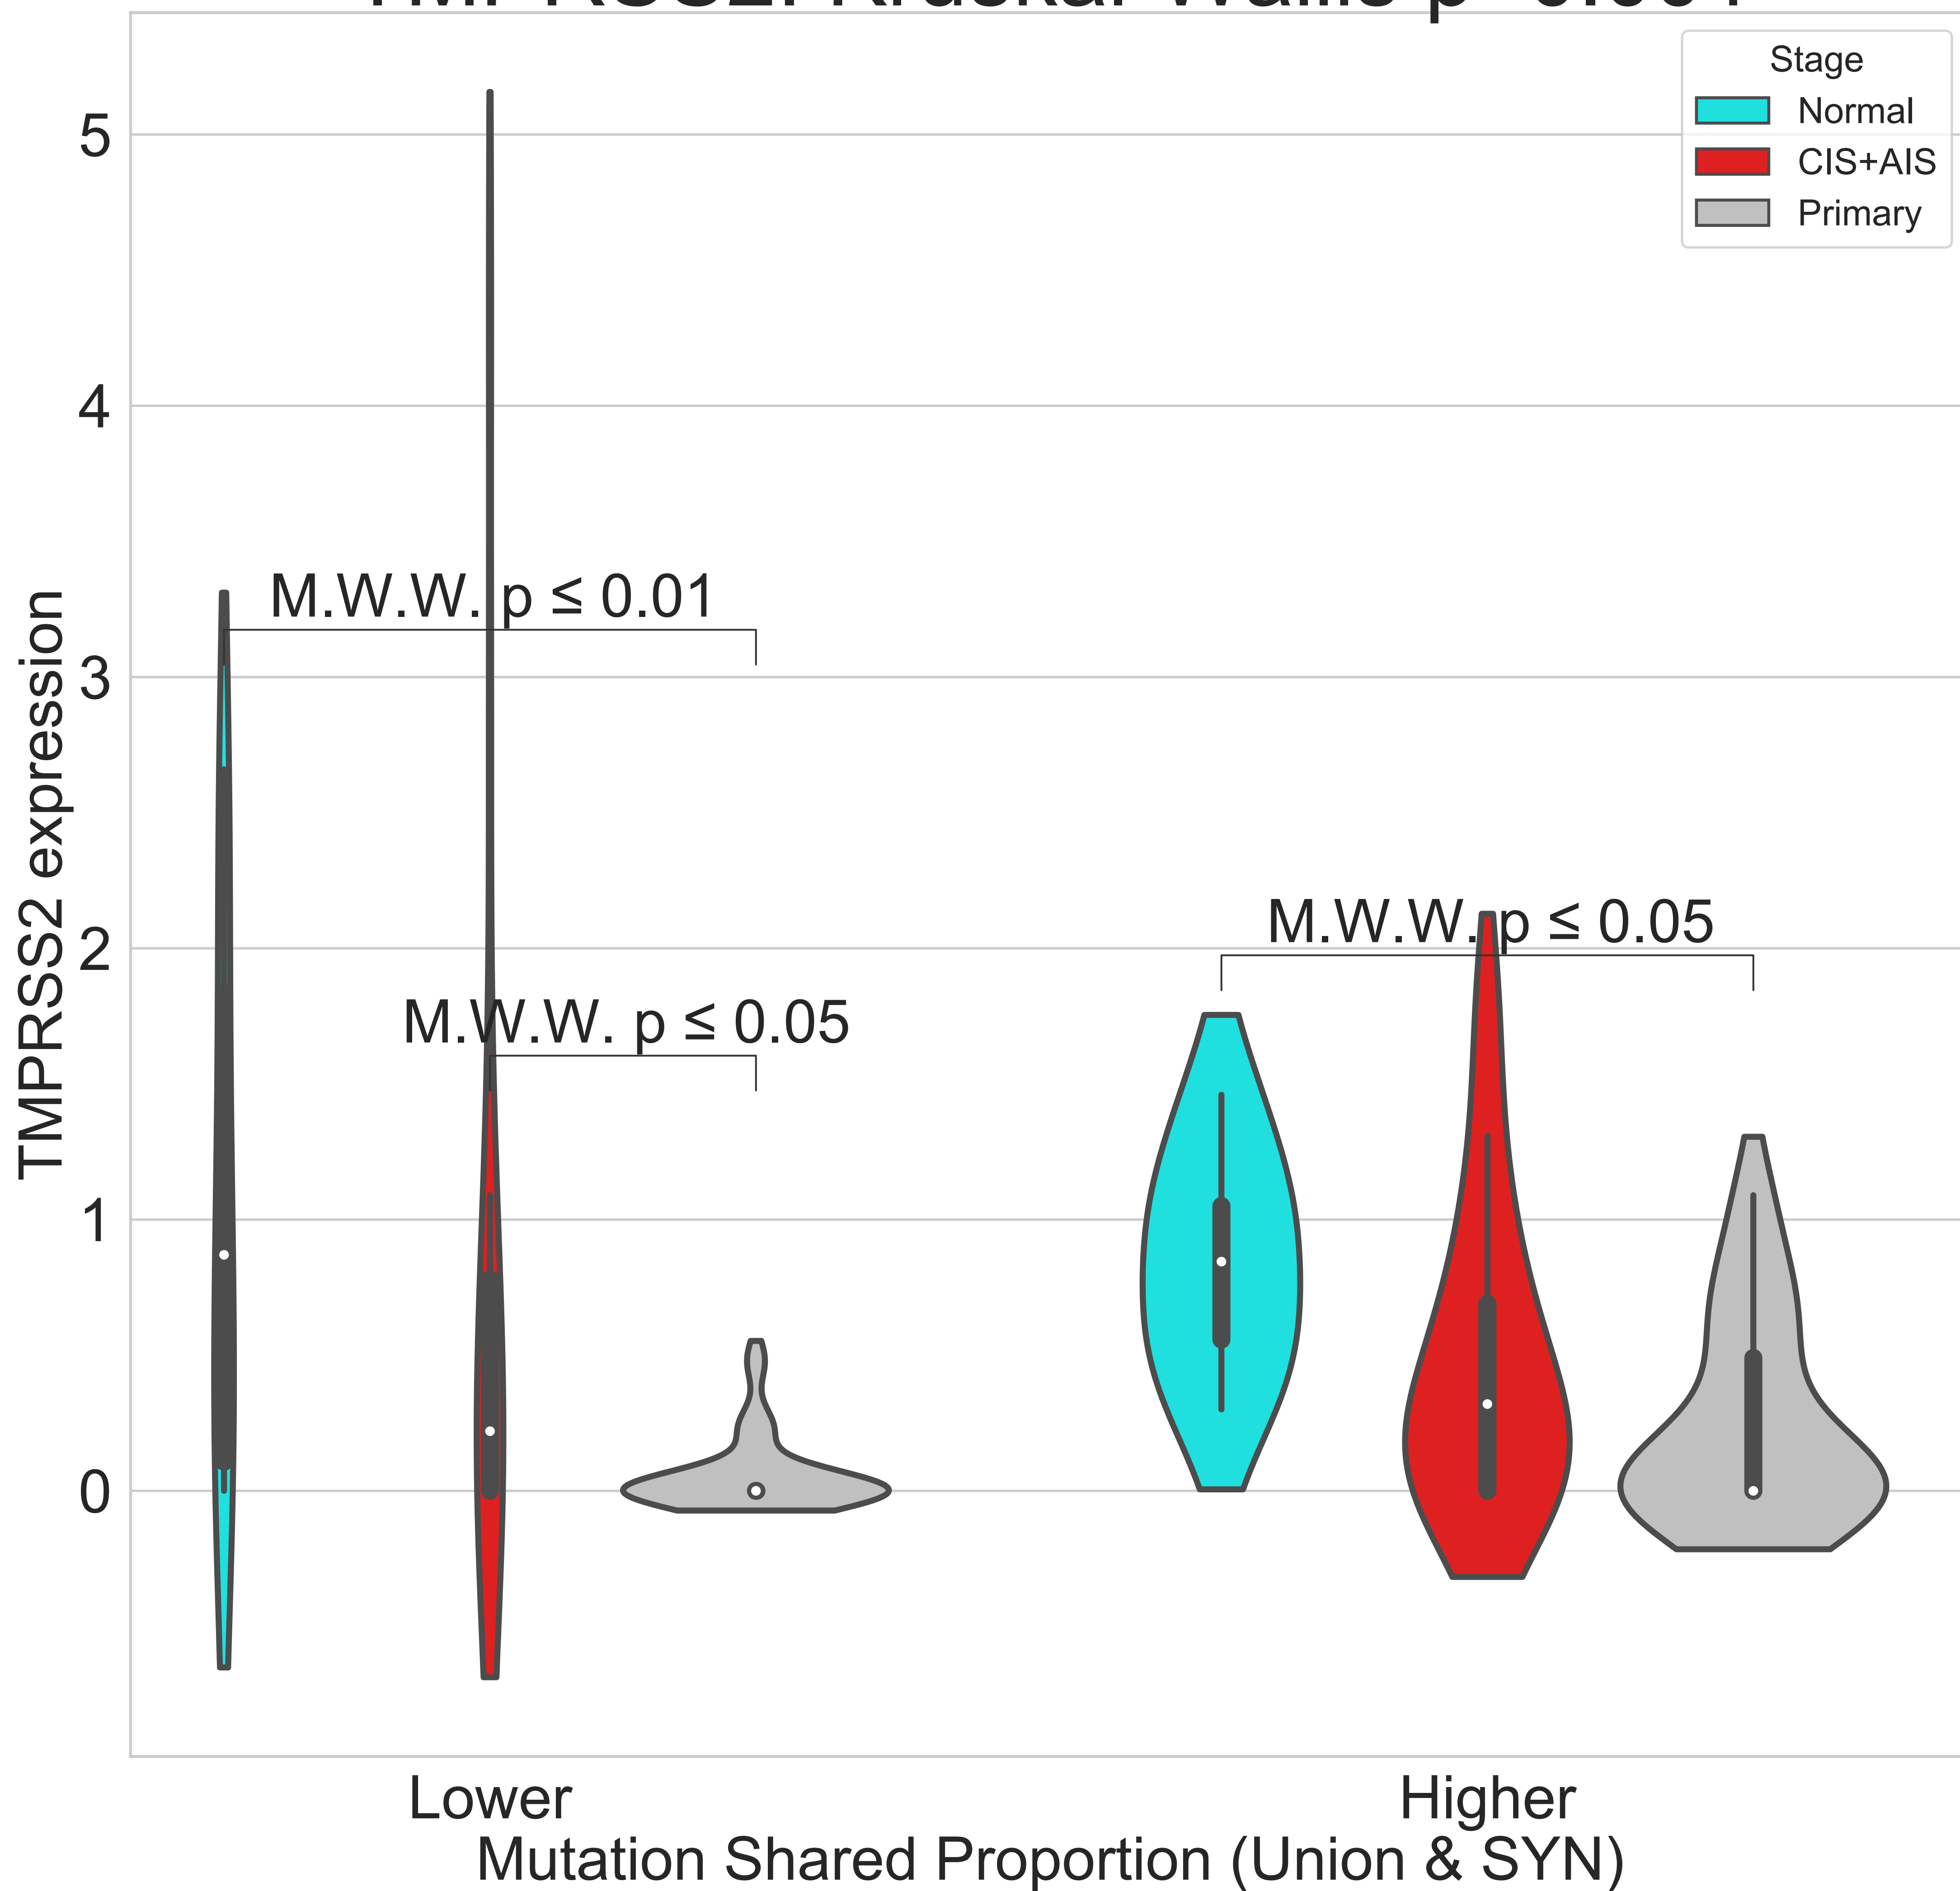 Stage
Normal
CIS+AIS
Primary
5
4
3
2
1
0
TMPRSS2 expression
M.W.W. p ≤ 0.01
M.W.W. p ≤ 0.05
M.W.W. p ≤ 0.05
Lower
Higher
Mutation Shared Proportion (Union & SYN)